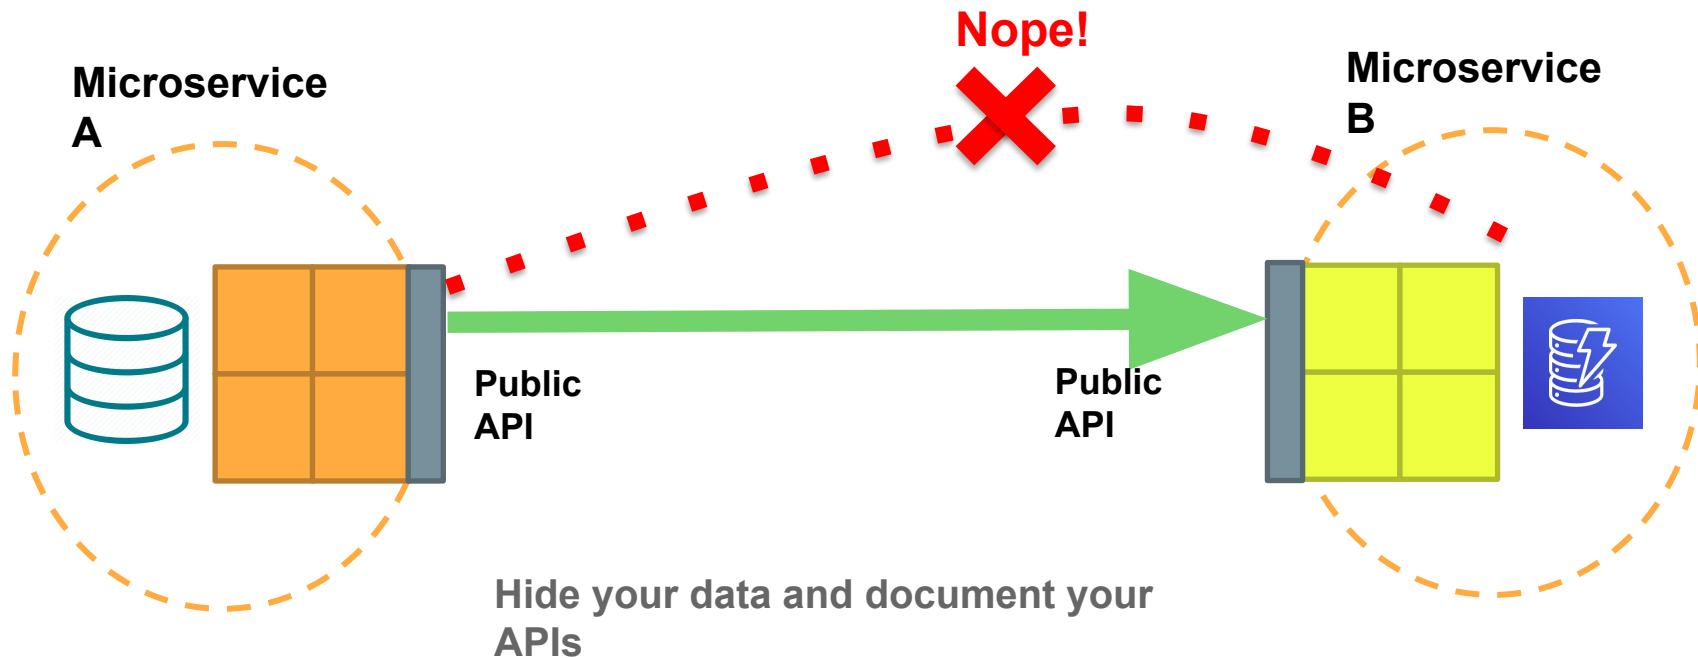 Nope!
Microservice
A
Microservice
B
Public
API
Public
API
Hide your data and document your
APIs